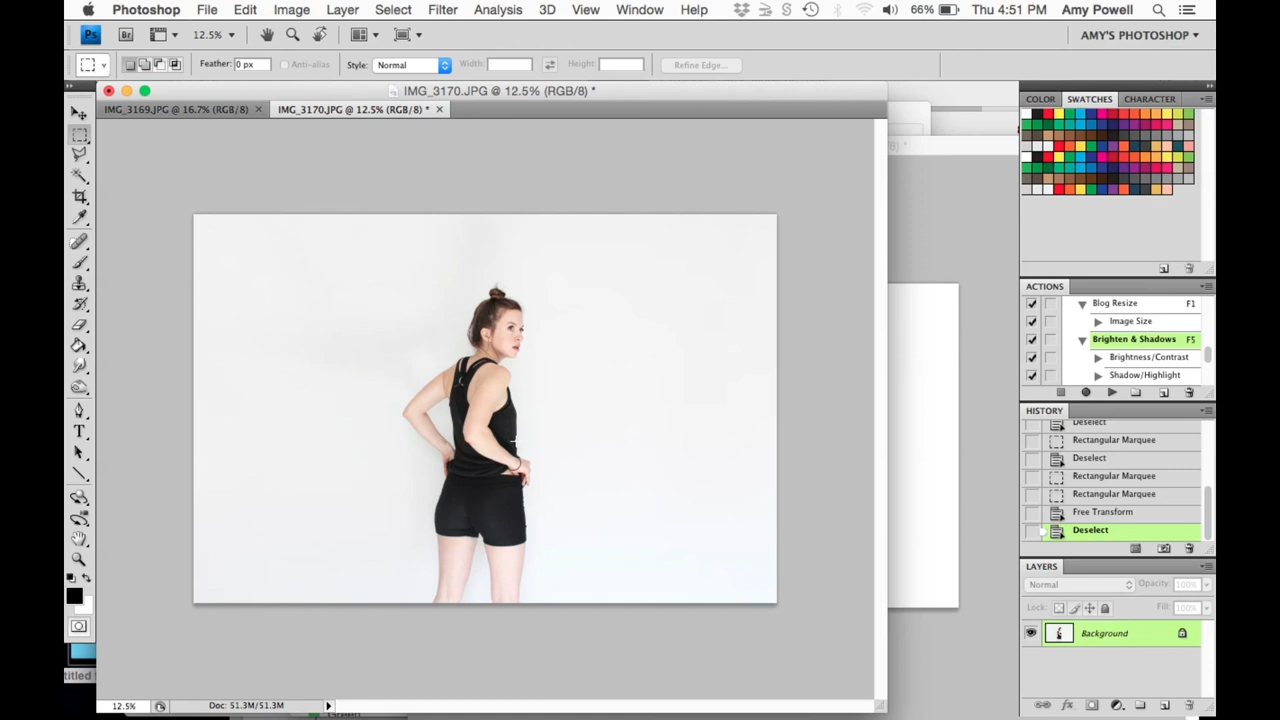 Photoshop File Edit Image Layer Select Filter Analysis 3D View Window Help 66% Thu 4:51 PM Amy Powell
Ps Br 12.5% AMY'S PHOTOSHOP
Feather: 0 px Anti-alias Style: Normal Width: Height: Refine Edge...
IMG_3170.JPG @ 12.5% (RGB/8) *
IMG_3169.JPG @ 16.7% (RGB/8) IMG_3170.JPG @ 12.5% (RGB/8) *
COLOR SWATCHES CHARACTER
ACTIONS
Blog Resize F1
Image Size
Brighten & Shadows F5
Brightness/Contrast
Shadow/Highlight
HISTORY
Deselect
Rectangular Marquee
Deselect
Rectangular Marquee
Rectangular Marquee
Free Transform
Deselect
LAYERS
Normal Opacity: 100%
Lock: Fill: 100%
Background
12.5% Doc: 51.3M/51.3M